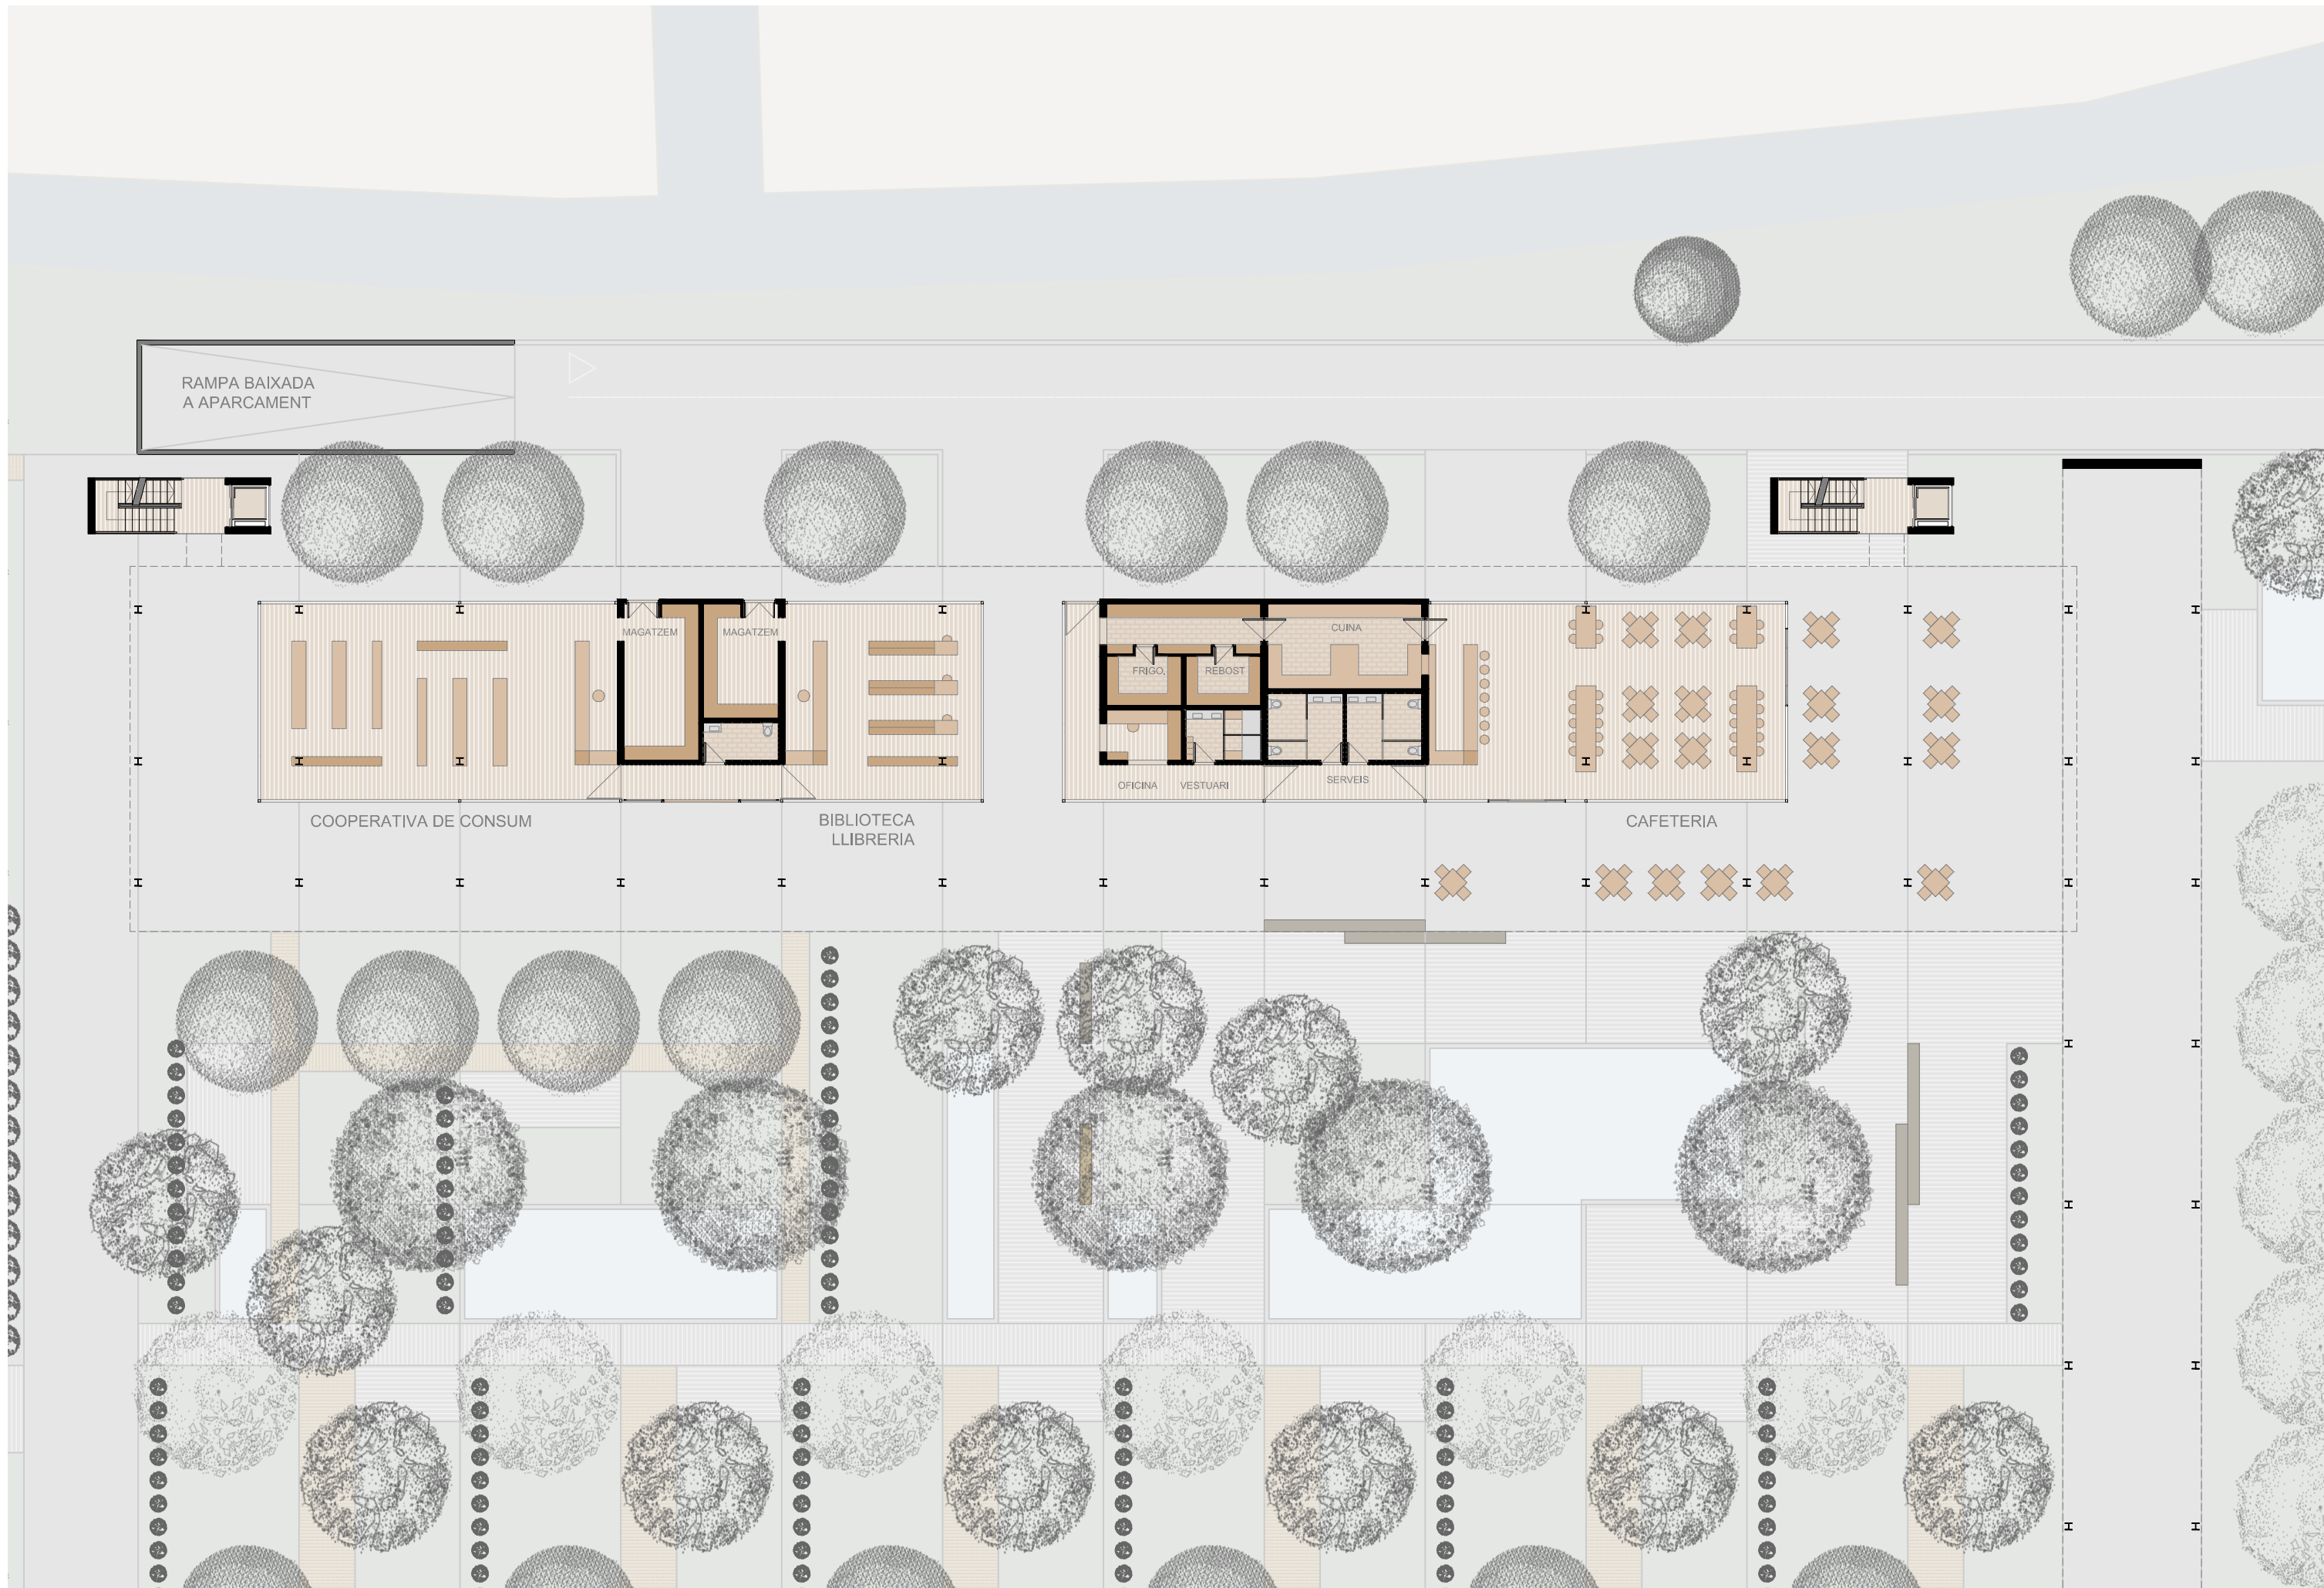 RAMPA BAIXADA
A APARCAMENT
MAGATZEM
MAGATZEM
CUINA
FRIGO,
REBOST
OFICINA
VESTUARI
SERVEIS
COOPERATIVA DE CONSUM
BIBLIOTECA
LLIBRERIA
CAFETERIA